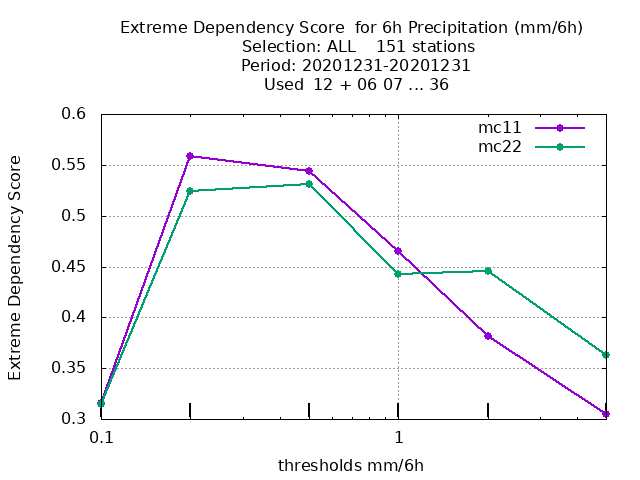 Extreme Dependency Score  for 6h Precipitation (mm/6h)
Selection: ALL    151 stations
Period: 20201231-20201231
Used  12 + 06 07 ... 36
mc11
mc22
0.6
0.55
0.5
0.45
0.4
0.35
0.3
Extreme Dependency Score
0.1
1
thresholds mm/6h